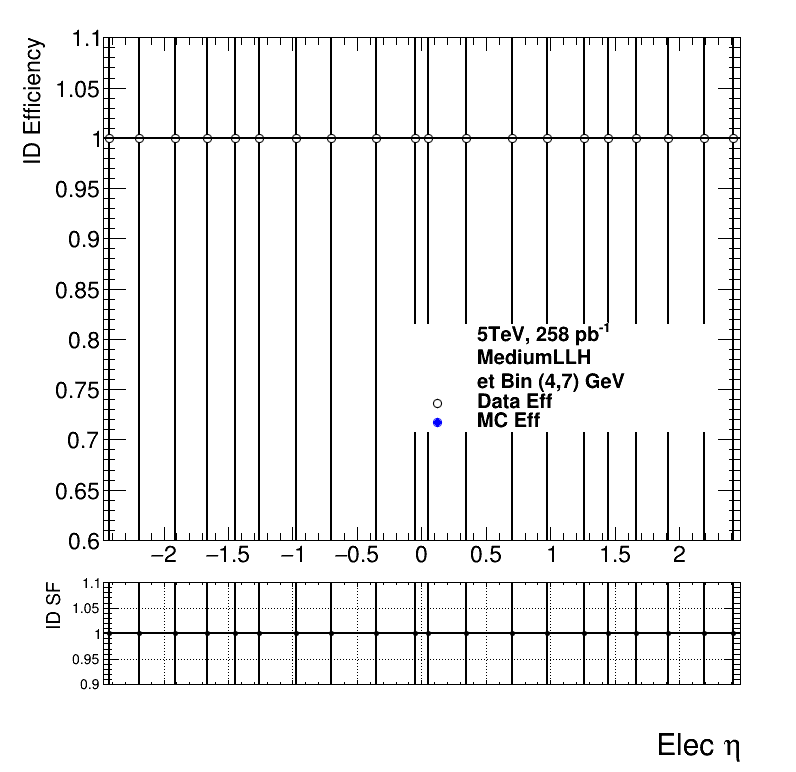 ID Efficiency
1.1
1.05
1
0.95
0.9
0.85
0.8
0.75
0.7
0.65
0.6
5TeV, 258 pb⁻¹
MediumLLH
et Bin (4,7) GeV
Data Eff
MC Eff
−2 −1.5 −1 −0.5 0 0.5 1 1.5 2
ID SF
1.1
1.05
1
0.95
0.9
Elec η